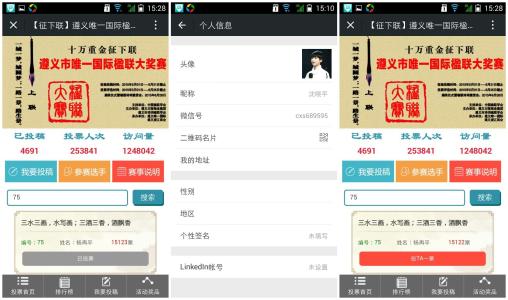 15:28
【征下联】遵义唯一国际楹...
十万重金征下联
遵义市唯一国际楹联大奖赛
上联
楹联大赛
已投稿 投票人次 访问量
4691 253841 1248042
我要投稿 参赛选手 赛事说明
75 搜索
三水三画，水写画；三酒三香，酒飘香
编号：75 姓名：杨再平 15123票
已投票
投票首页 排行榜 我要投稿 活动奖品
15:10
个人信息
头像
昵称 沈晓平
微信号 cxs689595
二维码名片
我的地址
性别
地区
个性签名 未填写
LinkedIn帐号 未设置
15:28
【征下联】遵义唯一国际楹...
十万重金征下联
遵义市唯一国际楹联大奖赛
上联
楹联大赛
已投稿 投票人次 访问量
4691 253841 1248042
我要投稿 参赛选手 赛事说明
75 搜索
三水三画，水写画；三酒三香，酒飘香
编号：75 姓名：杨再平 15122票
投TA一票
投票首页 排行榜 我要投稿 活动奖品